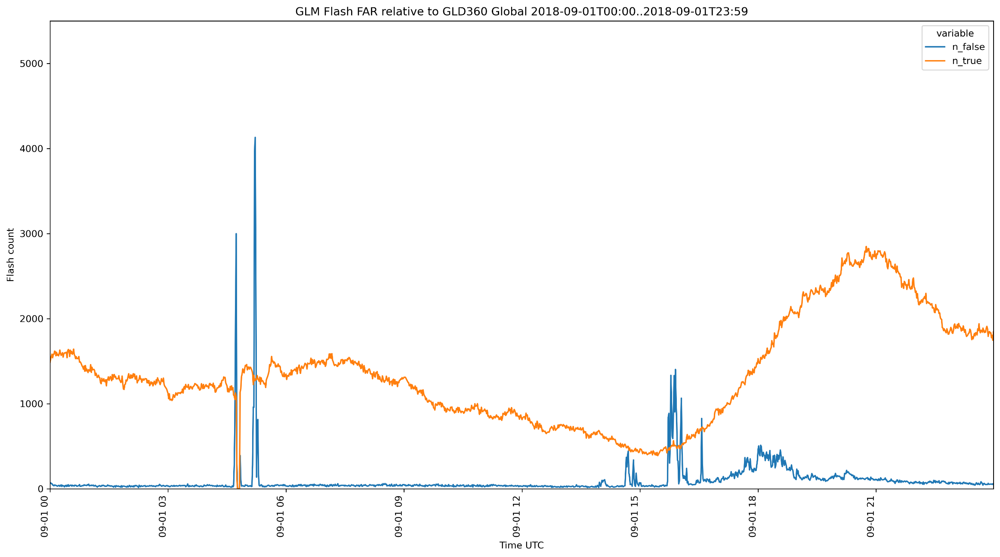 GLM Flash FAR relative to GLD360 Global 2018-09-01T00:00..2018-09-01T23:59
variable
n_false
n_true
Flash count
5000
4000
3000
2000
1000
0
09-01 00
09-01 03
09-01 06
09-01 09
09-01 12
09-01 15
09-01 18
09-01 21
Time UTC